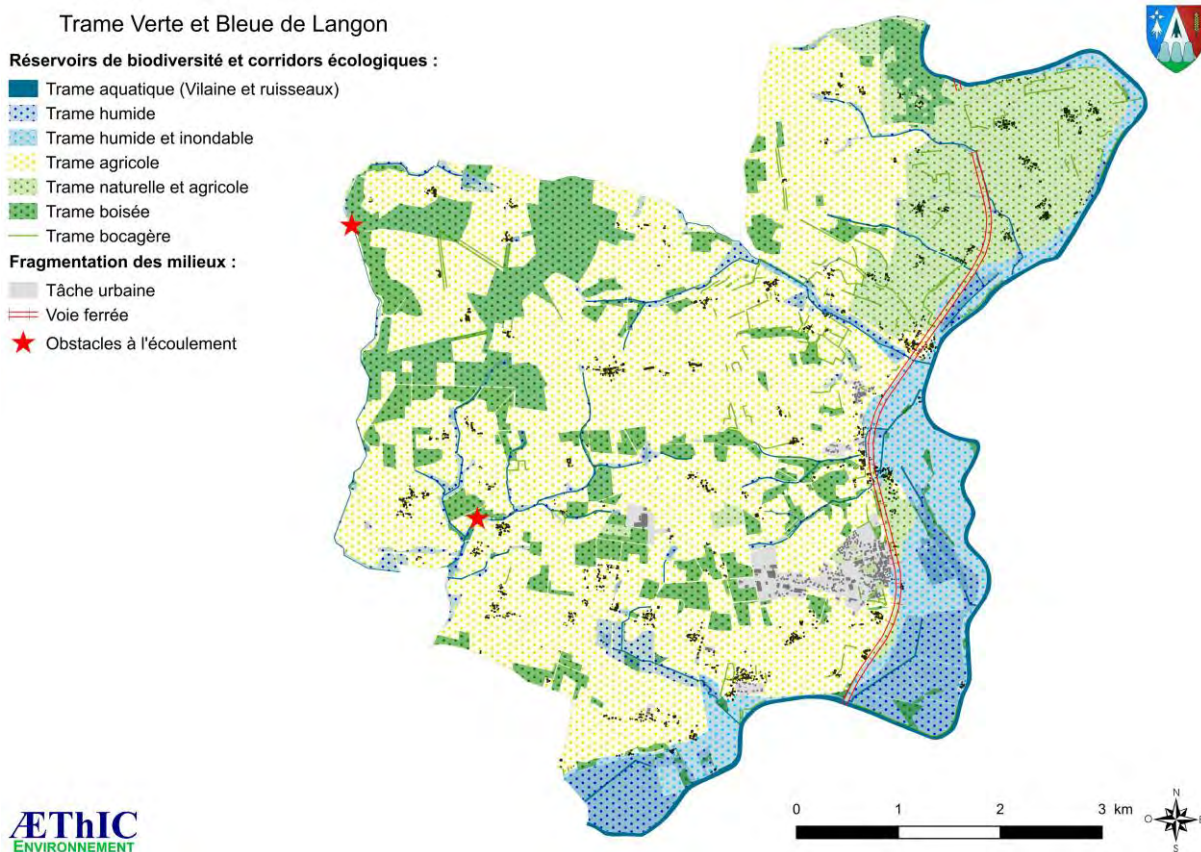 Trame Verte et Bleue de Langon
Réservoirs de biodiversité et corridors écologiques :
Trame aquatique (Vilaine et ruisseaux)
Trame humide
Trame humide et inondable
Trame agricole
Trame naturelle et agricole
Trame boisée
Trame bocagère
Fragmentation des milieux :
Tâche urbaine
Voie ferrée
Obstacles à l'écoulement
ÆThIC
ENVIRONNEMENT
0 1 2 3 km
N
O E
S